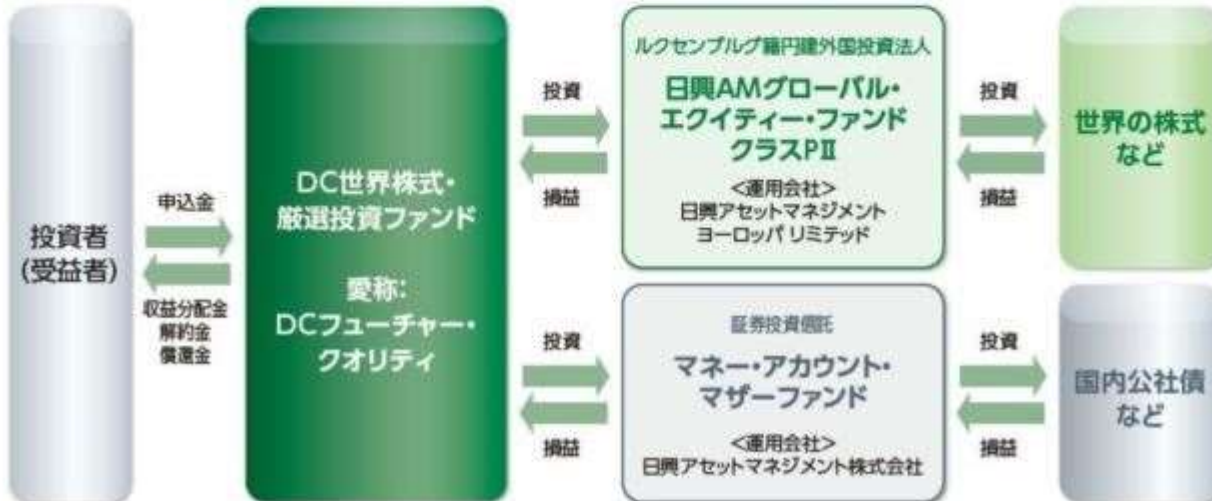 投資者
(受益者)
申込金
収益分配金
解約金
償還金
DC世界株式・
厳選投資ファンド
愛称:
DCフューチャー・
クオリティ
投資
損益
ルクセンブルグ籍円建外国投資法人
日興AMグローバル・
エクイティー・ファンド
クラスPⅡ
<運用会社>
日興アセットマネジメント
ヨーロッパ リミテッド
投資
損益
世界の株式
など
投資
損益
証券投資信託
マネー・アカウント・
マザーファンド
<運用会社>
日興アセットマネジメント株式会社
投資
損益
国内公社債
など